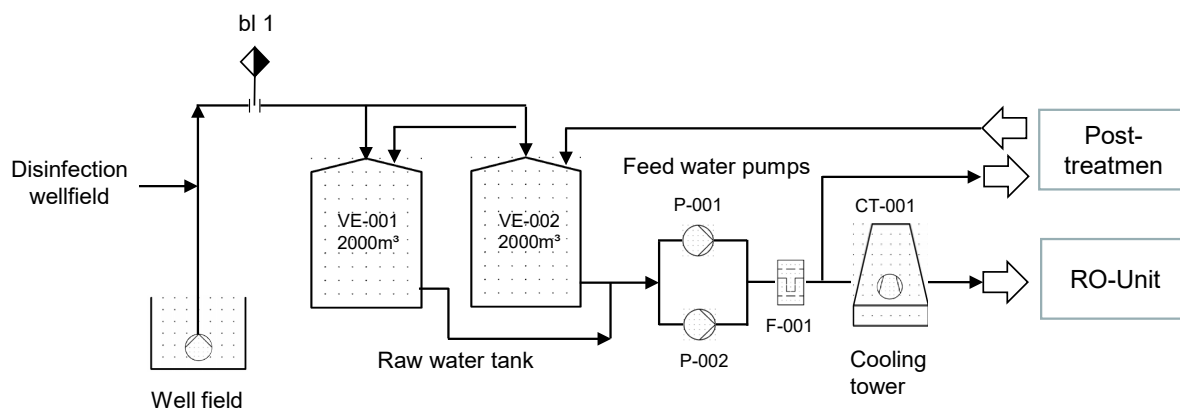 bl 1
Disinfection
wellfield
VE-001
2000m³
VE-002
2000m³
Feed water pumps
P-001
CT-001
Post-
treatmen
RO-Unit
F-001
P-002
Raw water tank
Cooling
tower
Well field